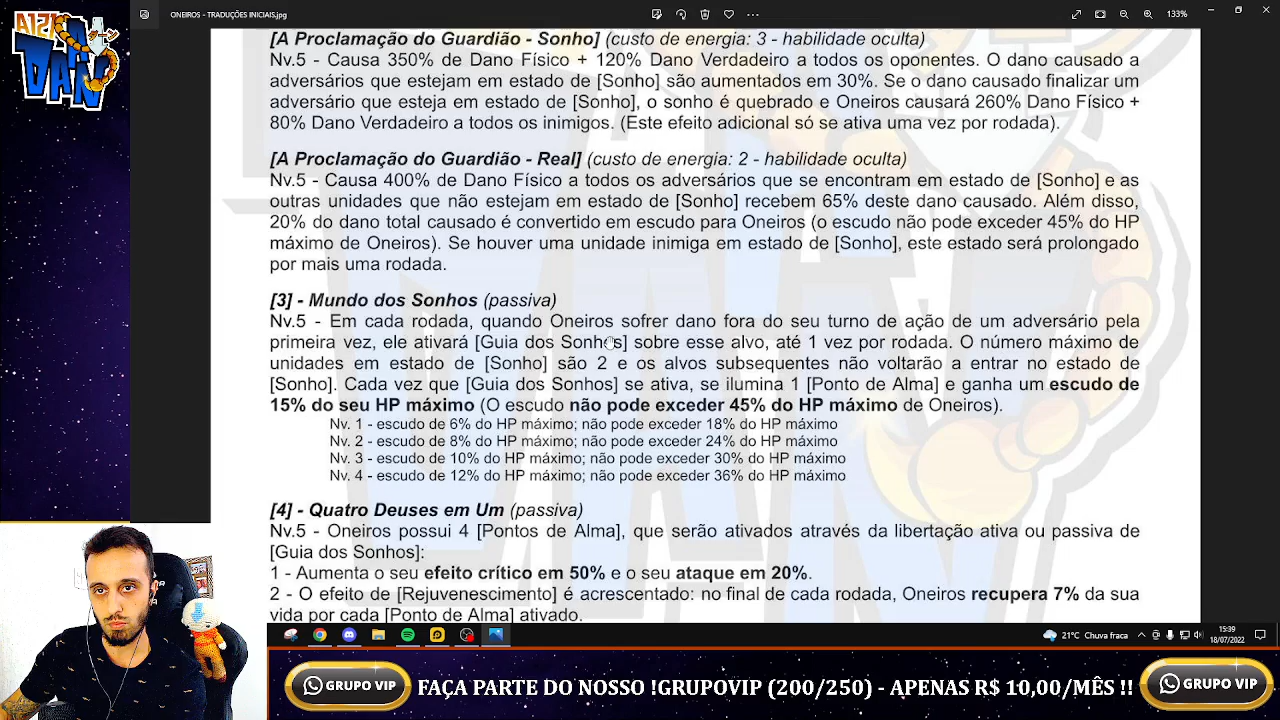 ONEIROS - TRADUÇÕES INICIAIS.jpg
133%
A12I
DAN
[A Proclamação do Guardião - Sonho] (custo de energia: 3 - habilidade oculta)
Nv.5 - Causa 350% de Dano Físico + 120% Dano Verdadeiro a todos os oponentes. O dano causado a
adversários que estejam em estado de [Sonho] são aumentados em 30%. Se o dano causado finalizar um
adversário que esteja em estado de [Sonho], o sonho é quebrado e Oneiros causará 260% Dano Físico +
80% Dano Verdadeiro a todos os inimigos. (Este efeito adicional só se ativa uma vez por rodada).
[A Proclamação do Guardião - Real] (custo de energia: 2 - habilidade oculta)
Nv.5 - Causa 400% de Dano Físico a todos os adversários que se encontram em estado de [Sonho] e as
outras unidades que não estejam em estado de [Sonho] recebem 65% deste dano causado. Além disso,
20% do dano total causado é convertido em escudo para Oneiros (o escudo não pode exceder 45% do HP
máximo de Oneiros). Se houver uma unidade inimiga em estado de [Sonho], este estado será prolongado
por mais uma rodada.
[3] - Mundo dos Sonhos (passiva)
Nv.5 - Em cada rodada, quando Oneiros sofrer dano fora do seu turno de ação de um adversário pela
primeira vez, ele ativará [Guia dos Sonhos] sobre esse alvo, até 1 vez por rodada. O número máximo de
unidades em estado de [Sonho] são 2 e os alvos subsequentes não voltarão a entrar no estado de
[Sonho]. Cada vez que [Guia dos Sonhos] se ativa, se ilumina 1 [Ponto de Alma] e ganha um escudo de
15% do seu HP máximo (O escudo não pode exceder 45% do HP máximo de Oneiros).
Nv. 1 - escudo de 6% do HP máximo; não pode exceder 18% do HP máximo
Nv. 2 - escudo de 8% do HP máximo; não pode exceder 24% do HP máximo
Nv. 3 - escudo de 10% do HP máximo; não pode exceder 30% do HP máximo
Nv. 4 - escudo de 12% do HP máximo; não pode exceder 36% do HP máximo
[4] - Quatro Deuses em Um (passiva)
Nv.5 - Oneiros possui 4 [Pontos de Alma], que serão ativados através da libertação ativa ou passiva de
[Guia dos Sonhos]:
1 - Aumenta o seu efeito crítico em 50% e o seu ataque em 20%.
2 - O efeito de [Rejuvenescimento] é acrescentado: no final de cada rodada, Oneiros recupera 7% da sua
vida por cada [Ponto de Alma] ativado.
21°C Chuva fraca
15:39
18/07/2022
GRUPO VIP
FAÇA PARTE DO NOSSO !GRUPOVIP (200/250) - APENAS R$ 10,00/MÊS !!
GRUPO VIP